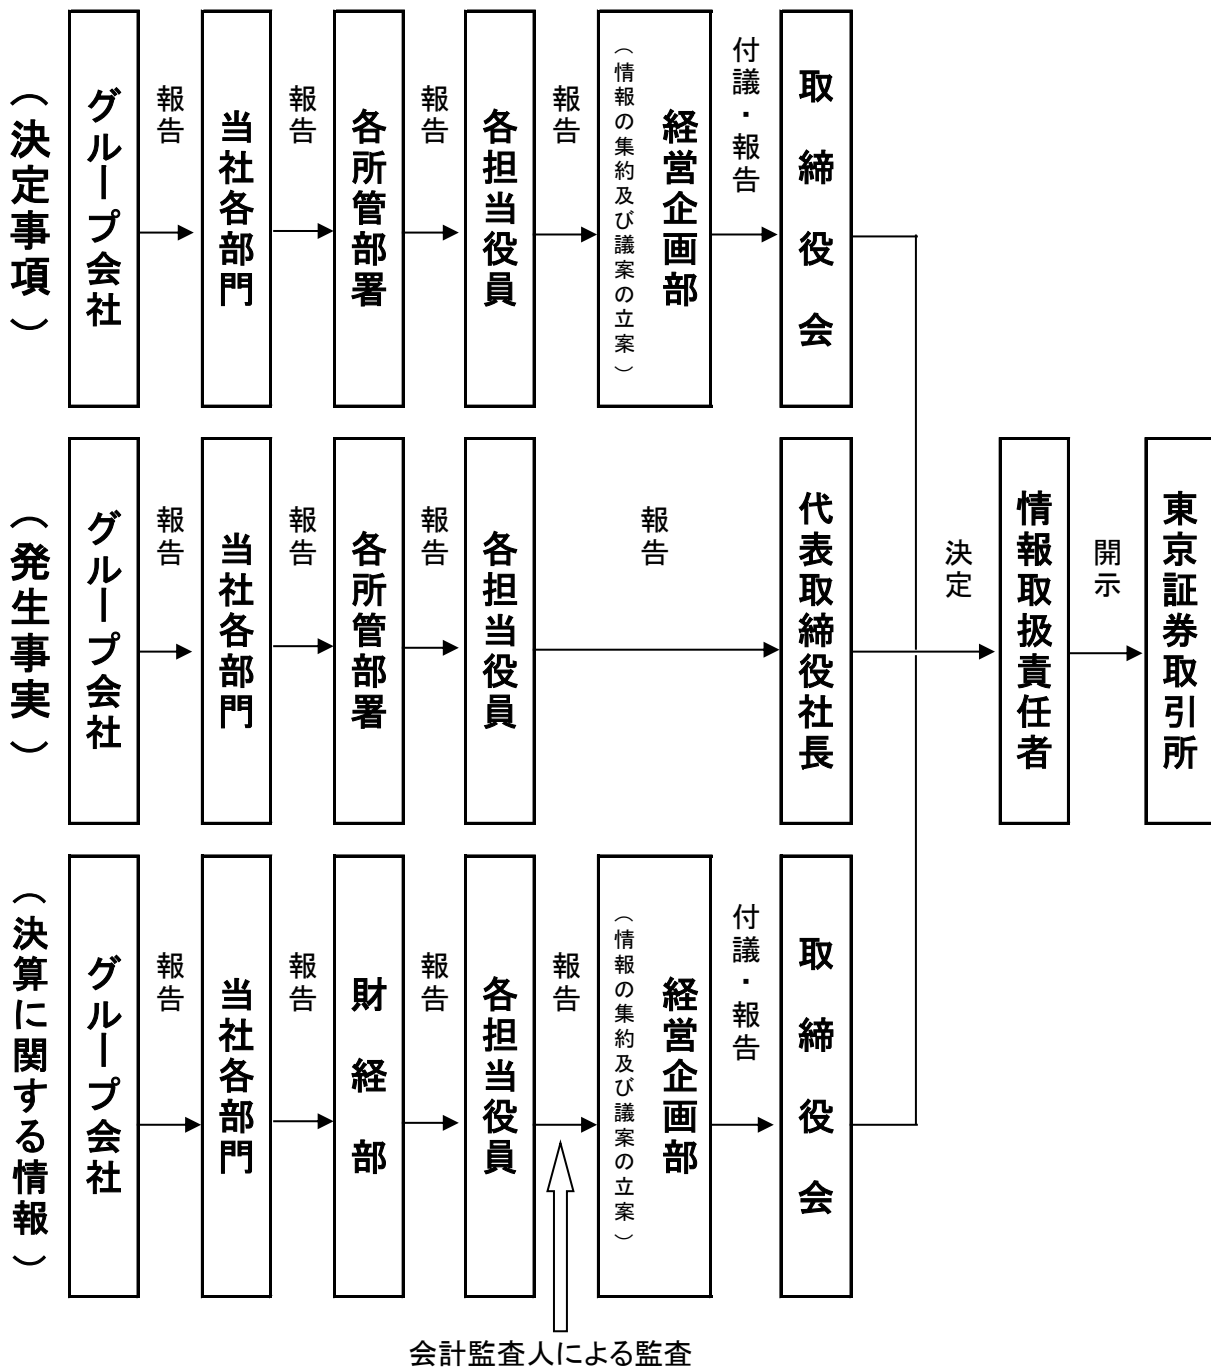 （決定事項）
グループ会社
報告
当社各部門
報告
各所管部署
報告
各担当役員
報告
経営企画部
（情報の集約及び議案の立案）
付議・報告
取締役会
（発生事実）
グループ会社
報告
当社各部門
報告
各所管部署
報告
各担当役員
報告
代表取締役社長
決定
情報取扱責任者
開示
東京証券取引所
（決算に関する情報）
グループ会社
報告
当社各部門
報告
財経部
報告
各担当役員
報告
経営企画部
（情報の集約及び議案の立案）
付議・報告
取締役会
会計監査人による監査